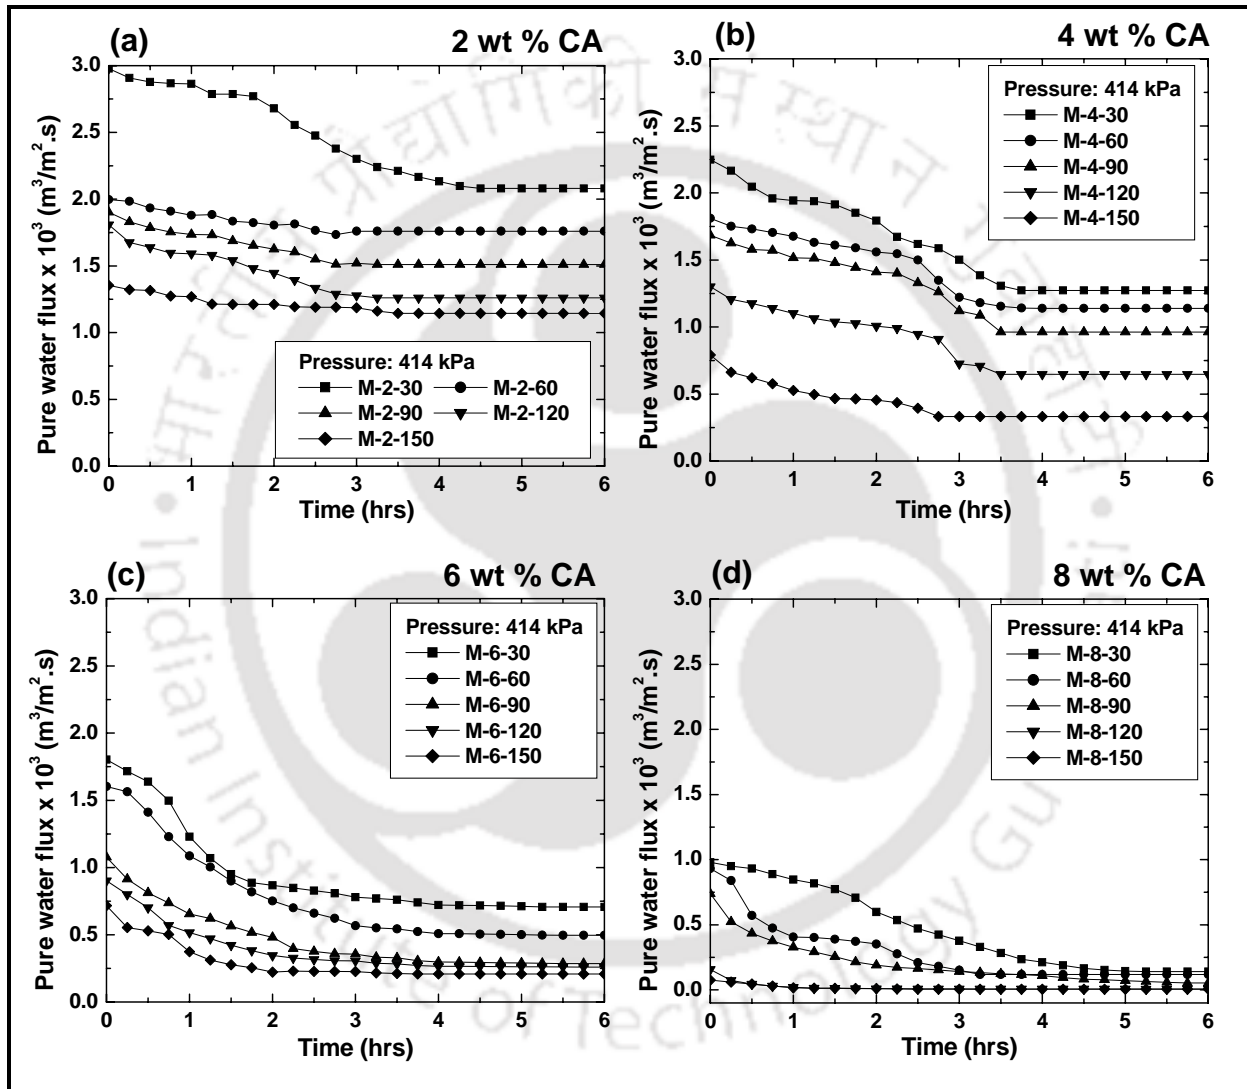 (a) 2 wt % CA
3.0
2.5
2.0
1.5
1.0
0.5
0.0
Pure water flux x 10³ (m³/m².s)
Pressure: 414 kPa
M-2-30 M-2-60
M-2-90 M-2-120
M-2-150
0 1 2 3 4 5 6
Time (hrs)
(b) 4 wt % CA
3.0
2.5
2.0
1.5
1.0
0.5
0.0
Pure water flux x 10³ (m³/m².s)
Pressure: 414 kPa
M-4-30
M-4-60
M-4-90
M-4-120
M-4-150
0 1 2 3 4 5 6
Time (hrs)
(c) 6 wt % CA
3.0
2.5
2.0
1.5
1.0
0.5
0.0
Pure water flux x 10³ (m³/m².s)
Pressure: 414 kPa
M-6-30
M-6-60
M-6-90
M-6-120
M-6-150
0 1 2 3 4 5 6
Time (hrs)
(d) 8 wt % CA
3.0
2.5
2.0
1.5
1.0
0.5
0.0
Pure water flux x 10³ (m³/m².s)
Pressure: 414 kPa
M-8-30
M-8-60
M-8-90
M-8-120
M-8-150
0 1 2 3 4 5 6
Time (hrs)
Indian Institute of Technology